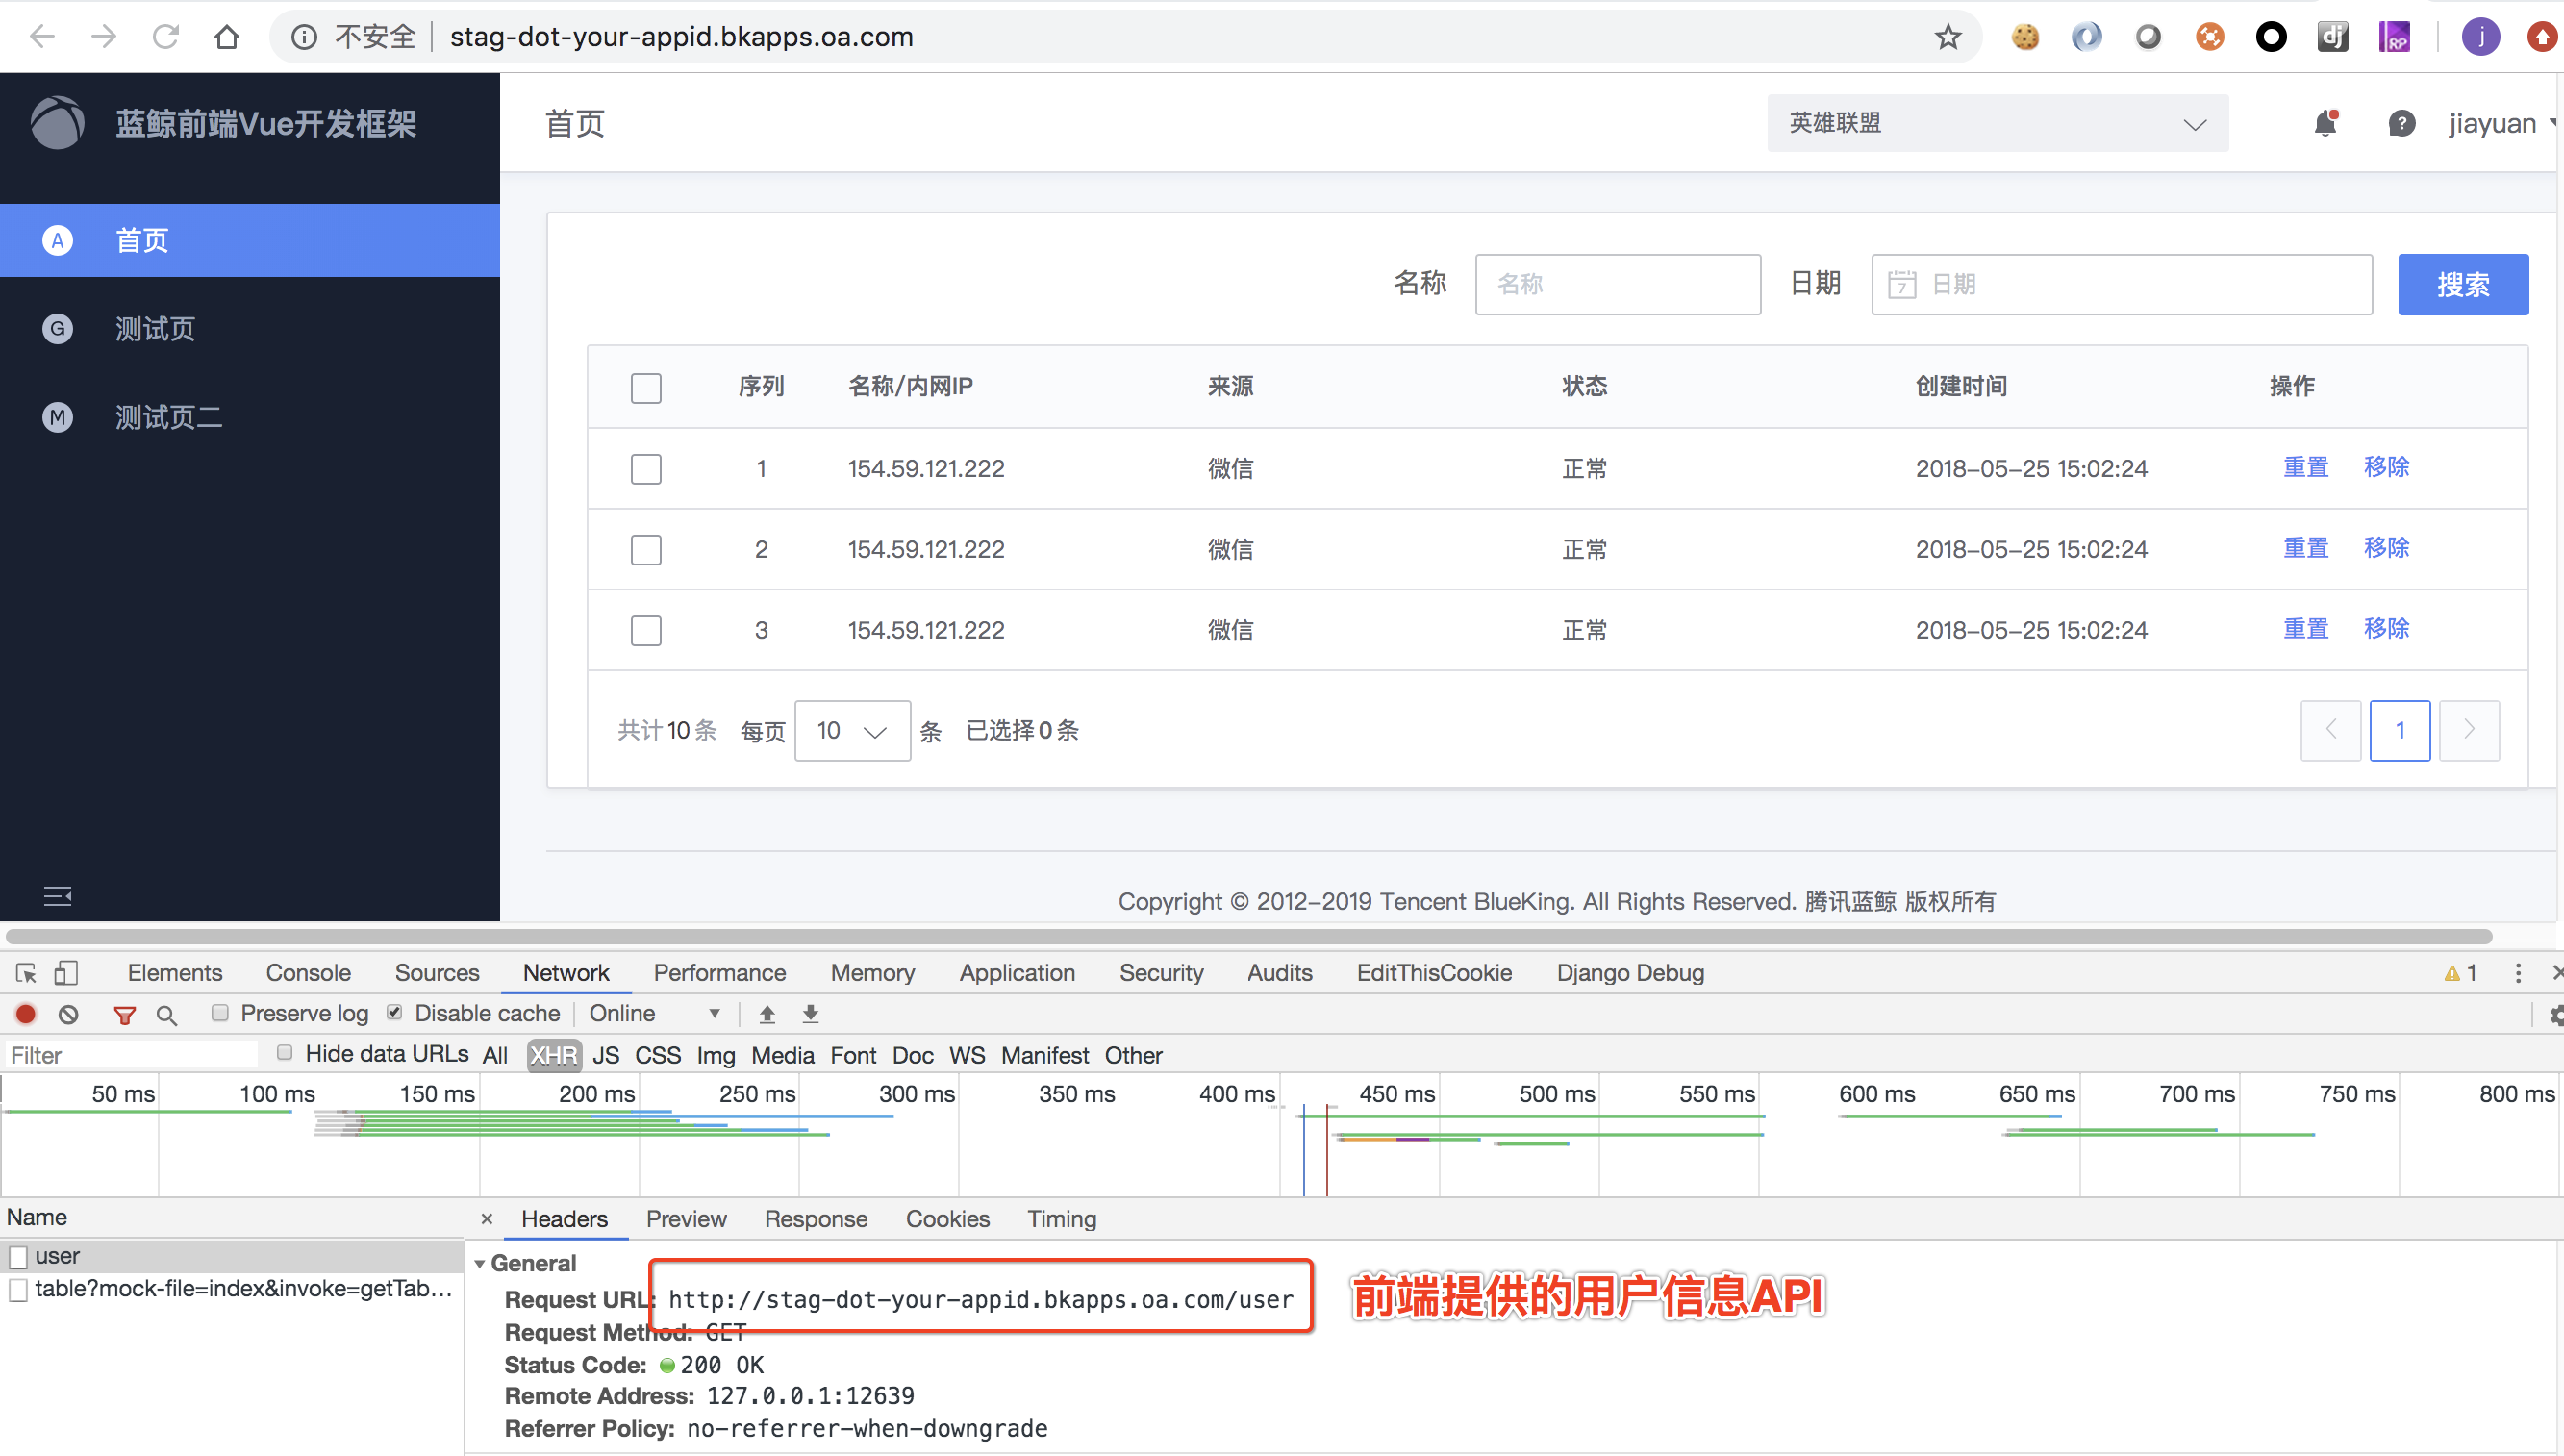 不安全 stag-dot-your-appid.bkapps.oa.com
蓝鲸前端Vue开发框架
首页
英雄联盟
jiayuan
首页
测试页
测试页二
名称 名称 日期 日期 搜索
序列 名称/内网IP 来源 状态 创建时间 操作
1 154.59.121.222 微信 正常 2018-05-25 15:02:24 重置 移除
2 154.59.121.222 微信 正常 2018-05-25 15:02:24 重置 移除
3 154.59.121.222 微信 正常 2018-05-25 15:02:24 重置 移除
共计10条 每页 10 条 已选择0条 1
Copyright © 2012-2019 Tencent BlueKing. All Rights Reserved. 腾讯蓝鲸 版权所有
Elements Console Sources Network Performance Memory Application Security Audits EditThisCookie Django Debug 1
Preserve log Disable cache Online
Filter Hide data URLs All XHR JS CSS Img Media Font Doc WS Manifest Other
50 ms 100 ms 150 ms 200 ms 250 ms 300 ms 350 ms 400 ms 450 ms 500 ms 550 ms 600 ms 650 ms 700 ms 750 ms 800 ms
Name
user
table?mock-file=index&invoke=getTab...
× Headers Preview Response Cookies Timing
General
Request URL: http://stag-dot-your-appid.bkapps.oa.com/user
前端提供的用户信息API
Request Method: GET
Status Code: 200 OK
Remote Address: 127.0.0.1:12639
Referrer Policy: no-referrer-when-downgrade